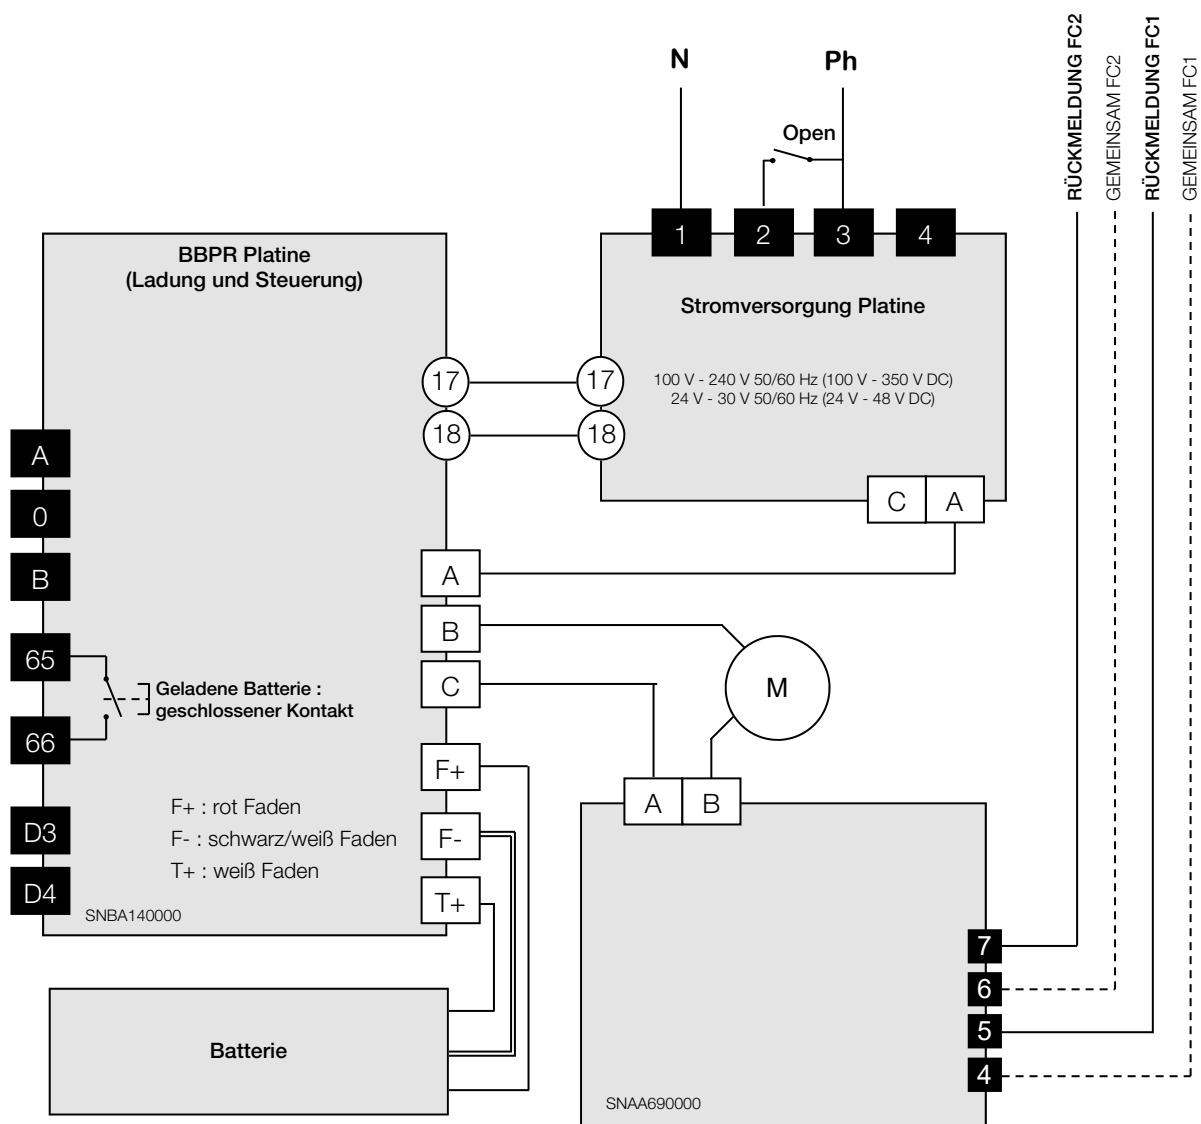 N
Ph
Open
RÜCKMELDUNG FC2
GEMEINSAM FC2
RÜCKMELDUNG FC1
GEMEINSAM FC1
1
2
3
4
BBPR Platine
(Ladung und Steuerung)
Stromversorgung Platine
100 V - 240 V 50/60 Hz (100 V - 350 V DC)
24 V - 30 V 50/60 Hz (24 V - 48 V DC)
17
18
17
18
C
A
A
0
B
65
66
D3
D4
A
B
C
F+
F-
T+
Geladene Batterie :
geschlossener Kontakt
F+ : rot Faden
F- : schwarz/weiß Faden
T+ : weiß Faden
SNBA140000
M
A
B
7
6
5
4
SNAA690000
Batterie